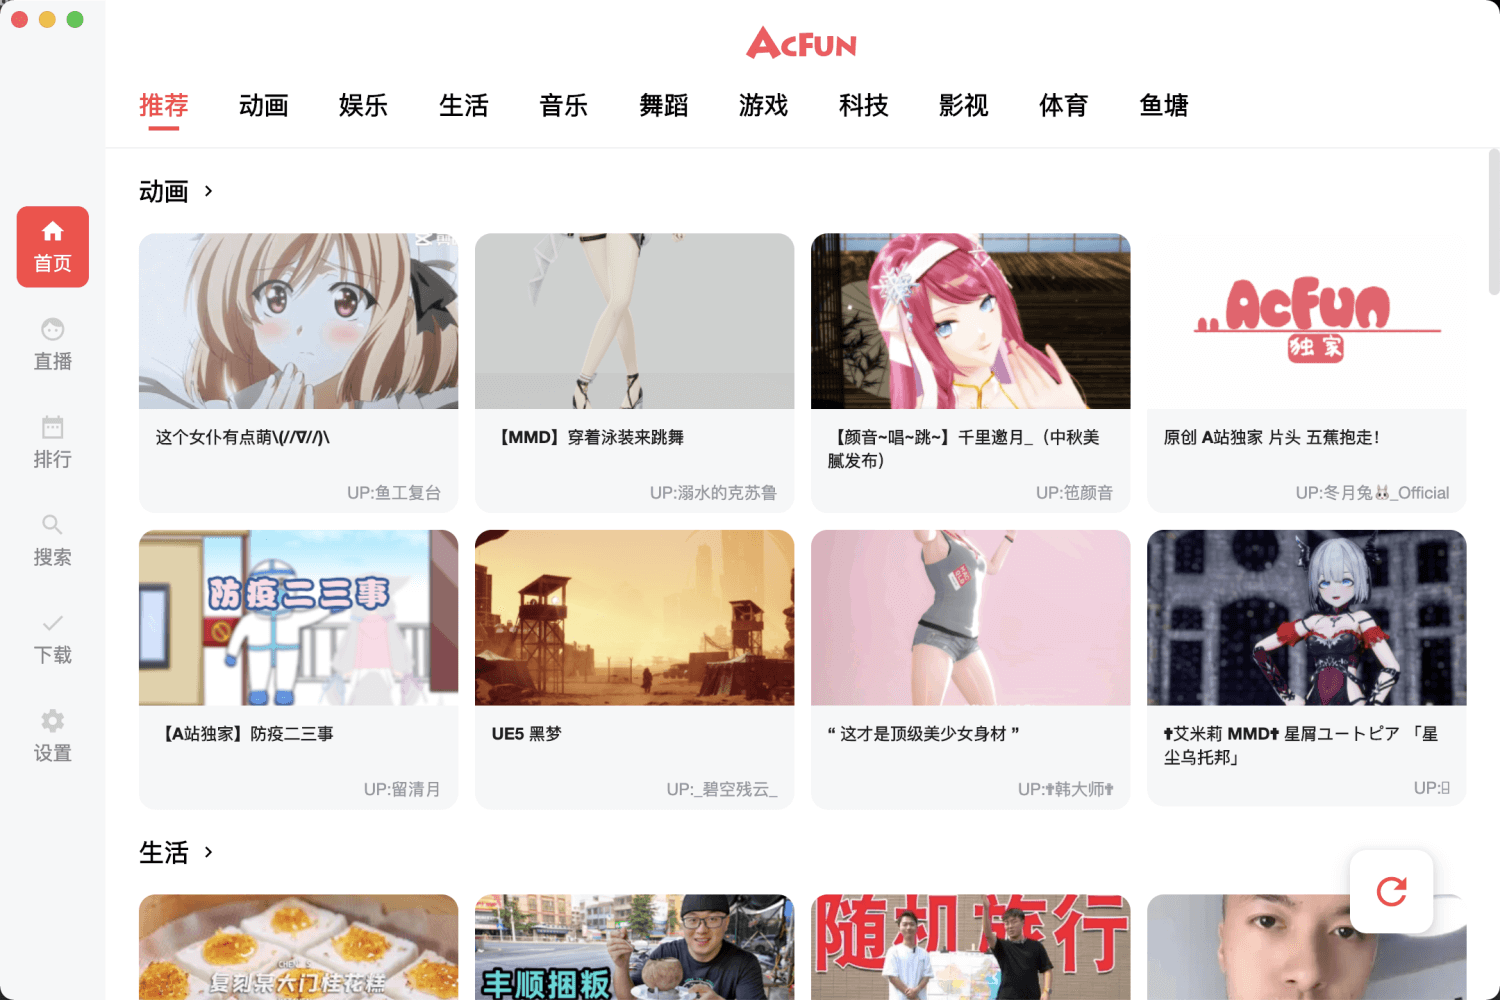 ACFUN
推荐 动画 娱乐 生活 音乐 舞蹈 游戏 科技 影视 体育 鱼塘
首页
直播
排行
搜索
下载
设置
动画 >
AcFun
独家
这个女仆有点萌\(//∇//)\
【MMD】穿着泳装来跳舞
【颜音~唱~跳~】千里邀月_（中秋美
腻发布）
原创 A站独家 片头 五蕉抱走！
UP:鱼工复台
UP:溺水的克苏鲁
UP:笆颜音
UP:冬月兔🐰_Official
防疫二三事
【A站独家】防疫二三事
UE5 黑梦
“ 这才是顶级美少女身材 ”
✝艾米莉 MMD✝ 星屑ユートピア 「星
尘乌托邦」
UP:留清月
UP:_碧空残云_
UP:✝韩大师✝
UP:
生活 >
复刻泉大门桂花糕
丰顺捆粄
随机旅行